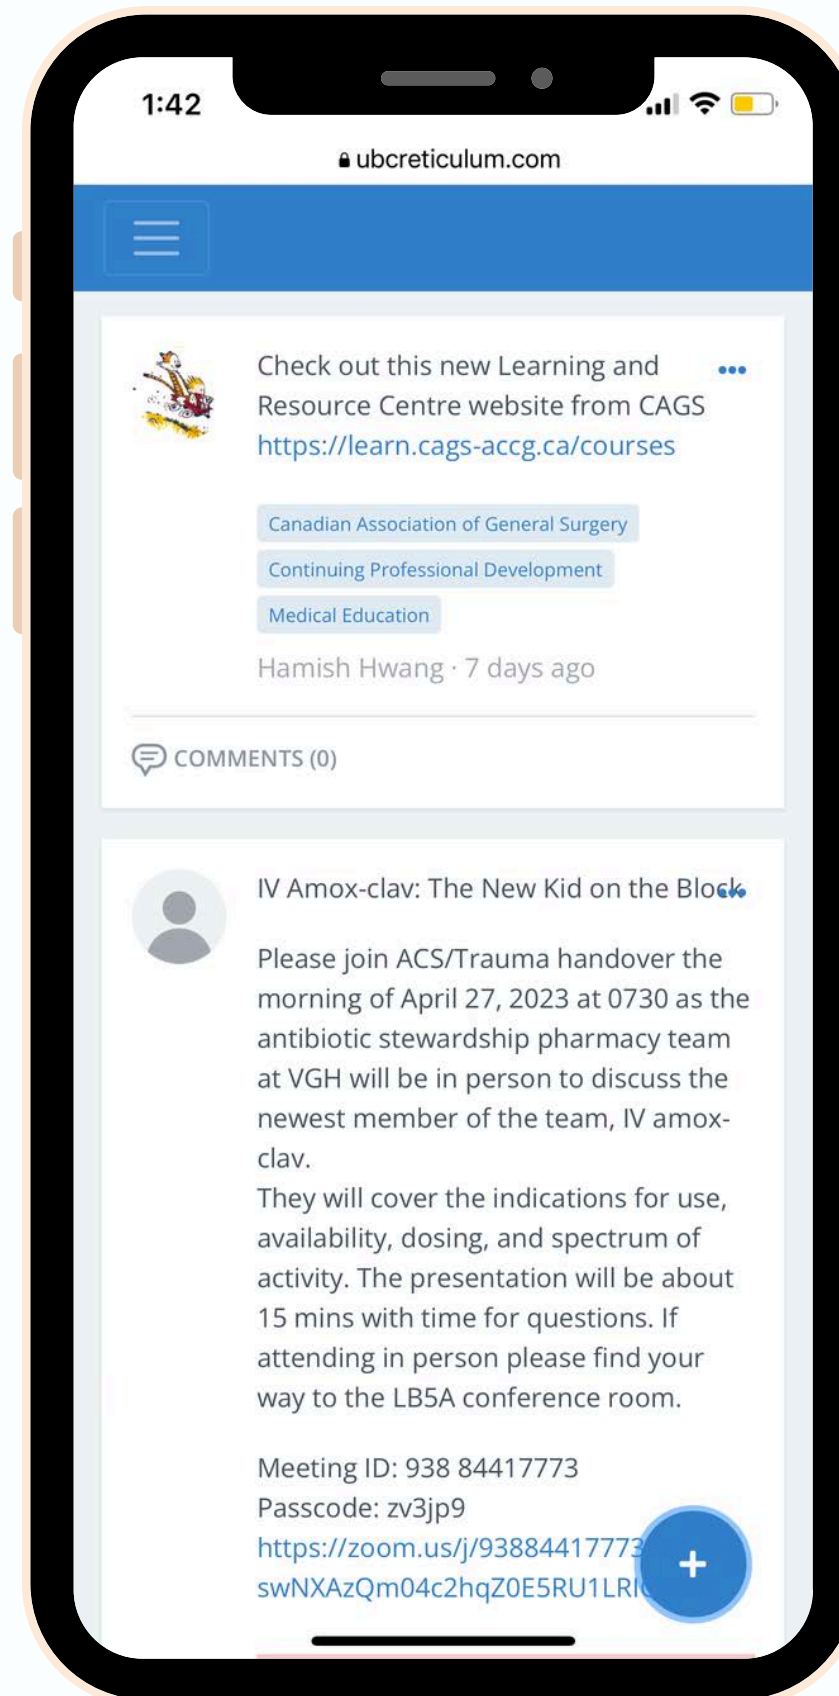 1:42
ubcreticulum.com
Check out this new Learning and
Resource Centre website from CAGS
https://learn.cags-accg.ca/courses
Canadian Association of General Surgery
Continuing Professional Development
Medical Education
Hamish Hwang · 7 days ago
COMMENTS (0)
IV Amox-clav: The New Kid on the Block
Please join ACS/Trauma handover the
morning of April 27, 2023 at 0730 as the
antibiotic stewardship pharmacy team
at VGH will be in person to discuss the
newest member of the team, IV amox-
clav.
They will cover the indications for use,
availability, dosing, and spectrum of
activity. The presentation will be about
15 mins with time for questions. If
attending in person please find your
way to the LB5A conference room.
Meeting ID: 938 84417773
Passcode: zv3jp9
https://zoom.us/j/93884417773
swNXAzQm04c2hqZ0E5RU1LRl